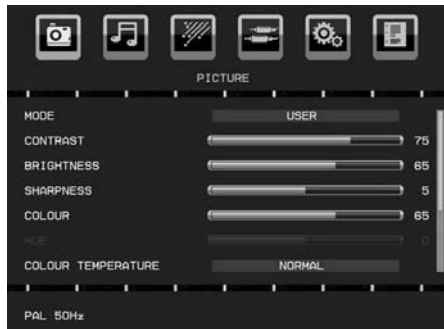 PICTURE
MODE USER
CONTRAST 75
BRIGHTNESS 65
SHARPNESS 5
COLOUR 65
HUE 0
COLOUR TEMPERATURE NORMAL
PAL 50Hz